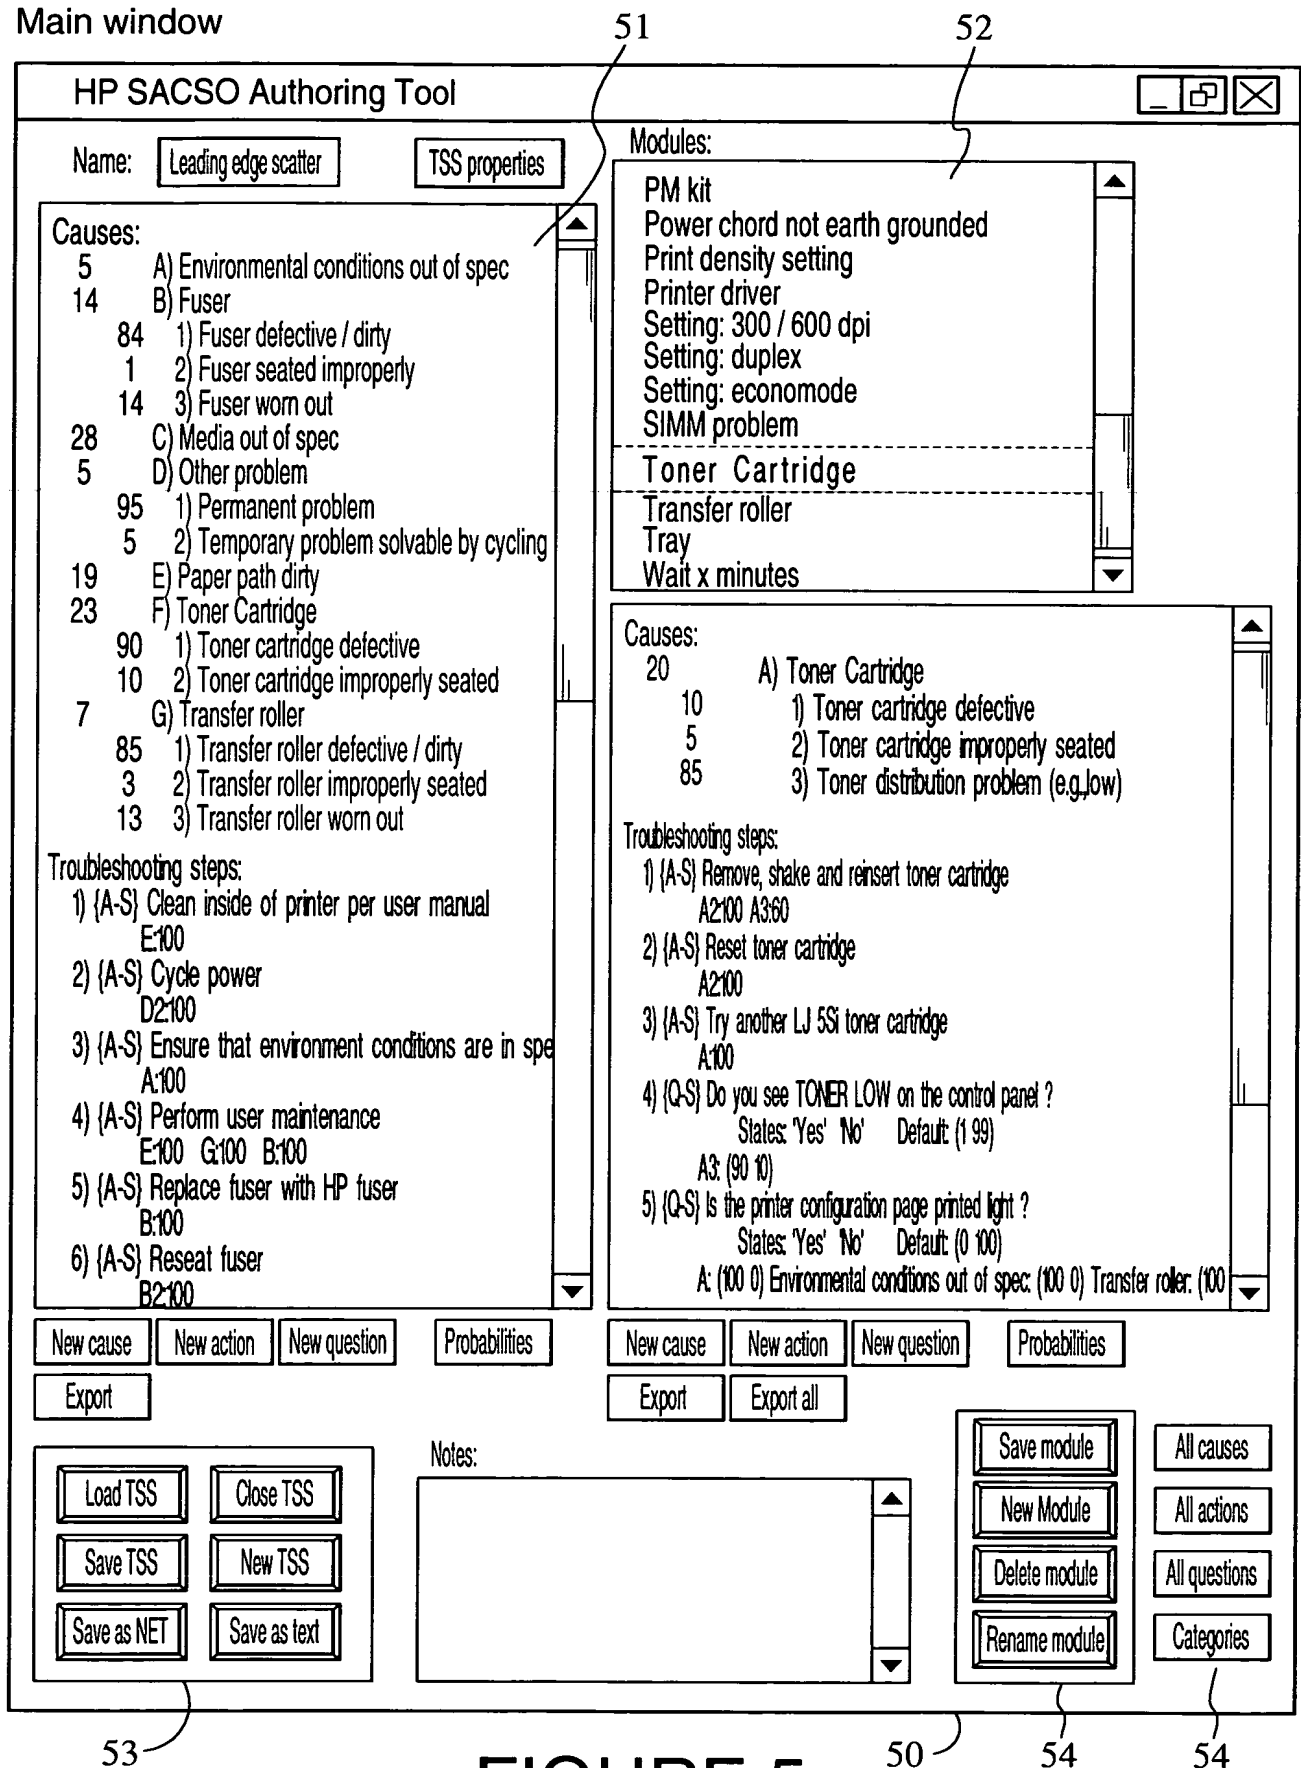 Main window
51
52
HP SACSO Authoring Tool
Name:
Leading edge scatter
TSS properties
Causes:
5 A) Environmental conditions out of spec
14 B) Fuser
84 1) Fuser defective / dirty
1 2) Fuser seated improperly
14 3) Fuser worn out
28 C) Media out of spec
5 D) Other problem
95 1) Permanent problem
5 2) Temporary problem solvable by cycling
19 E) Paper path dirty
23 F) Toner Cartridge
90 1) Toner cartridge defective
10 2) Toner cartridge improperly seated
7 G) Transfer roller
85 1) Transfer roller defective / dirty
3 2) Transfer roller improperly seated
13 3) Transfer roller worn out
Troubleshooting steps:
1) {A-S} Clean inside of printer per user manual
E:100
2) {A-S} Cycle power
D2:100
3) {A-S} Ensure that environment conditions are in spe
A:100
4) {A-S} Perform user maintenance
E:100 G:100 B:100
5) {A-S} Replace fuser with HP fuser
B:100
6) {A-S} Reseat fuser
B2:100
New cause
New action
New question
Probabilities
Export
Modules:
PM kit
Power chord not earth grounded
Print density setting
Printer driver
Setting: 300 / 600 dpi
Setting: duplex
Setting: economode
SIMM problem
Toner Cartridge
Transfer roller
Tray
Wait x minutes
Causes:
20 A) Toner Cartridge
10 1) Toner cartridge defective
5 2) Toner cartridge improperly seated
85 3) Toner distribution problem (e.g.,low)
Troubleshooting steps:
1) {A-S} Remove, shake and reinsert toner cartridge
A2:100 A3:60
2) {A-S} Reset toner cartridge
A2:100
3) {A-S} Try another LJ 5Si toner cartridge
A:100
4) {Q-S} Do you see TONER LOW on the control panel ?
States: 'Yes' 'No' Default: (1 99)
A3: (90 10)
5) {Q-S} Is the printer configuration page printed light ?
States: 'Yes' 'No' Default: (0 100)
A: (100 0) Environmental conditions out of spec: (100 0) Transfer roller: (100
New cause
New action
New question
Probabilities
Export
Export all
Load TSS
Close TSS
Save TSS
New TSS
Save as NET
Save as text
Notes:
Save module
New Module
Delete module
Rename module
All causes
All actions
All questions
Categories
53
50
54
54
FIGURE 5